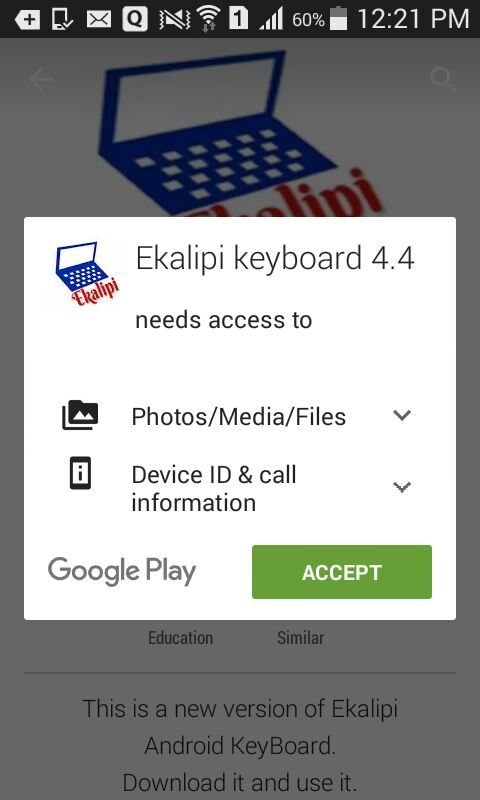 1 60% 12:21 PM
Ekalipi
Ekalipi keyboard 4.4
Ekalipi
needs access to
Photos/Media/Files
Device ID & call
information
Google Play
ACCEPT
Education Similar
This is a new version of Ekalipi
Android KeyBoard.
Download it and use it.